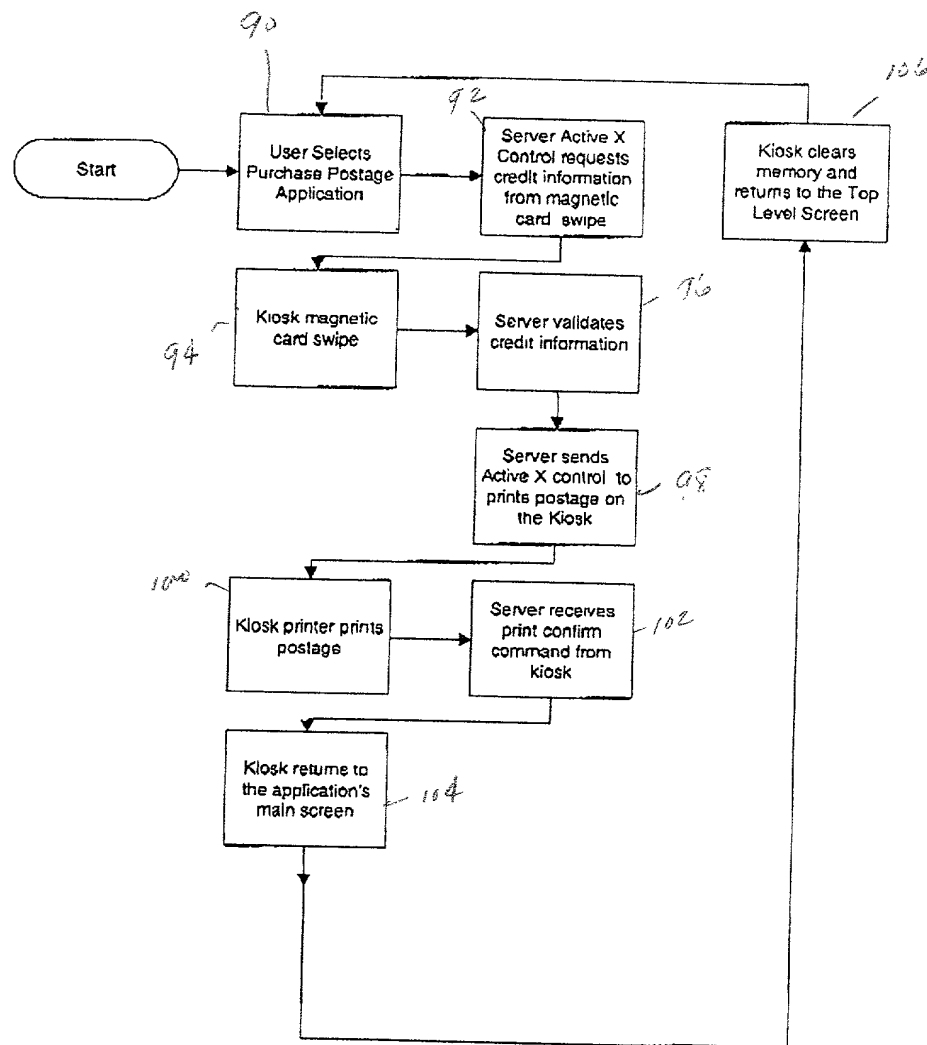 90
106
92
Start
User Selects
Purchase Postage
Application
Server Active X
Control requests
credit information
from magnetic
card swipe
Kiosk clears
memory and
returns to the Top
Level Screen
94
Kiosk magnetic
card swipe
Server validates
credit information
96
Server sends
Active X control to
prints postage on
the Kiosk
98
100
Kiosk printer prints
postage
Server receives
print confirm
command from
kiosk
102
Kiosk returns to
the application's
main screen
104